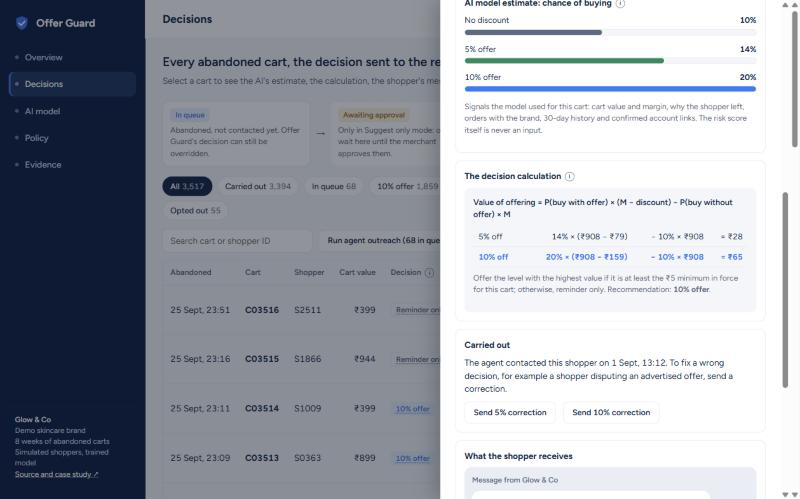 Offer Guard
Overview
Decisions
AI model
Policy
Evidence
Glow & Co
Demo skincare brand
8 weeks of abandoned carts
Simulated shoppers, trained
model
Source and case study ↗
Decisions
Every abandoned cart, the decision sent to the re
Select a cart to see the AI's estimate, the calculation, the shopper's me
In queue
Abandoned, not contacted yet. Offer
Guard's decision can still be
overridden.
→
Awaiting approval
Only in Suggest only mode: o
wait here until the merchant
approves them.
All 3,517
Carried out 3,394
In queue 68
10% offer 1,859
Opted out 55
Search cart or shopper ID
Run agent outreach (68 in que
Abandoned Cart Shopper Cart value Decision
25 Sept, 23:51 C03516 S2511 ₹399 Reminder on
25 Sept, 23:16 C03515 S1866 ₹944 Reminder on
25 Sept, 23:11 C03514 S1009 ₹399 10% offer
25 Sept, 23:09 C03513 S0363 ₹899 10% offer
AI model estimate: chance of buying
No discount 10%
5% offer 14%
10% offer 20%
Signals the model used for this cart: cart value and margin, why the shopper left,
orders with the brand, 30-day history and confirmed account links. The risk score
itself is never an input.
The decision calculation
Value of offering = P(buy with offer) × (M − discount) − P(buy without
offer) × M
5% off 14% × (₹908 − ₹79) − 10% × ₹908 = ₹28
10% off 20% × (₹908 − ₹159) − 10% × ₹908 = ₹65
Offer the level with the highest value if it is at least the ₹5 minimum in force
for this cart; otherwise, reminder only. Recommendation: 10% offer.
Carried out
The agent contacted this shopper on 1 Sept, 13:12. To fix a wrong
decision, for example a shopper disputing an advertised offer, send a
correction.
Send 5% correction
Send 10% correction
What the shopper receives
Message from Glow & Co